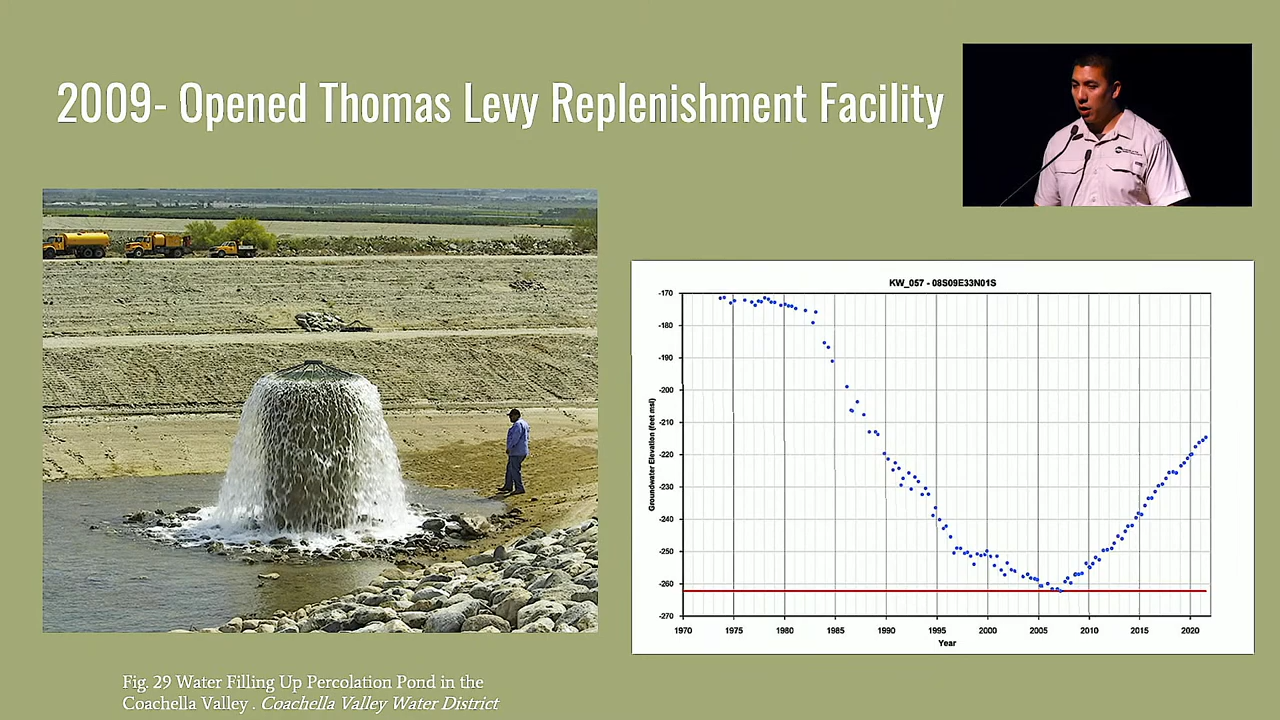 2009- Opened Thomas Levy Replenishment Facility
KW_057 - 08S09E33N01S
-170
-180
-190
-200
-210
-220
-230
-240
-250
-260
-270
Groundwater Elevation (feet msl)
1970 1975 1980 1985 1990 1995 2000 2005 2010 2015 2020
Year
Fig. 29 Water Filling Up Percolation Pond in the
Coachella Valley . Coachella Valley Water District